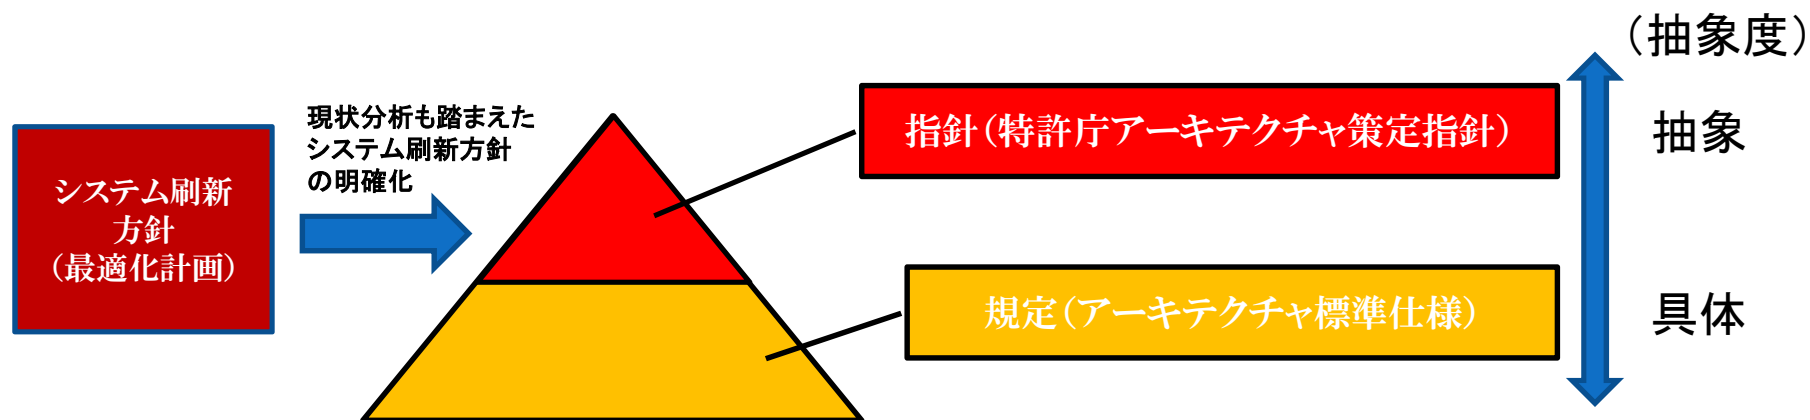 （抽象度）
現状分析も踏まえた
システム刷新方針
の明確化
指針（特許庁アーキテクチャ策定指針）
抽象
システム刷新
方針
（最適化計画）
規定（アーキテクチャ標準仕様）
具体